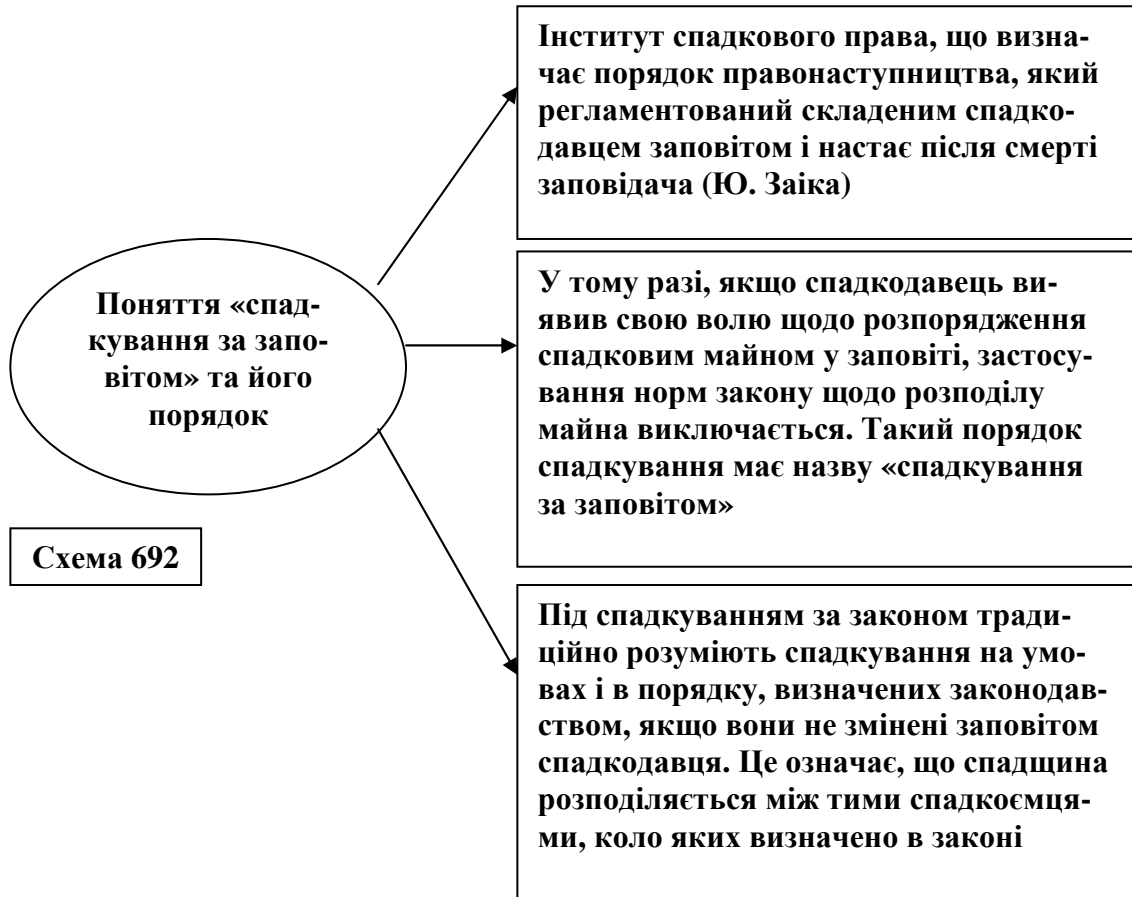 Інститут спадкового права, що визна-
чає порядок правонаступництва, який
регламентований складеним спадко-
давцем заповітом і настає після смерті
заповідача (Ю. Заіка)
Поняття «спад-
кування за запо-
вітом» та його
порядок
У тому разі, якщо спадкодавець ви-
явив свою волю щодо розпорядження
спадковим майном у заповіті, застосу-
вання норм закону щодо розподілу
майна виключається. Такий порядок
спадкування має назву «спадкування
за заповітом»
Схема 692
Під спадкуванням за законом тради-
ційно розуміють спадкування на умо-
вах і в порядку, визначених законодав-
ством, якщо вони не змінені заповітом
спадкодавця. Це означає, що спадщина
розподіляється між тими спадкоємця-
ми, коло яких визначено в законі